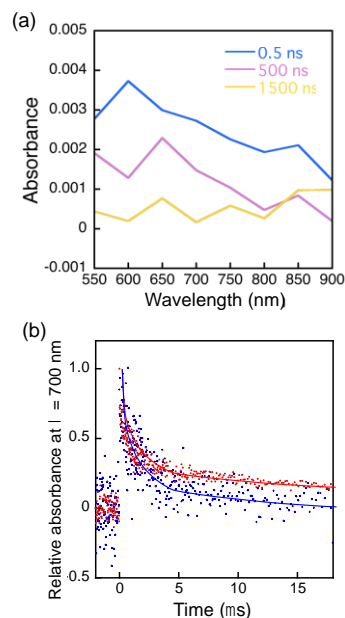 (a)
0.005
0.004
0.003
0.002
0.001
0
-0.001
Absorbance
0.5 ns
500 ns
1500 ns
550 600 650 700 750 800 850 900
Wavelength (nm)
(b)
1.0
0.5
0
0.5
Relative absorbance at l = 700 nm
0 5 10 15
Time (ms)